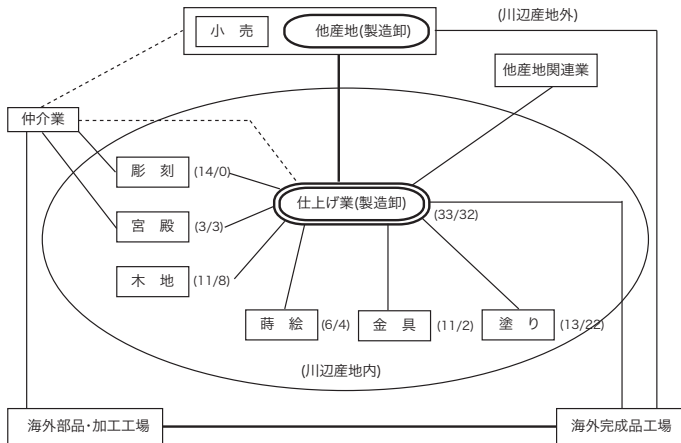 (川辺産地外)
小 売
他産地(製造卸)
他産地関連業
仲介業
彫 刻
(14/0)
仕上げ業(製造卸)
(33/32)
宮 殿
(3/3)
木 地
(11/8)
蒔 絵
(6/4)
金 具
(11/2)
塗 り
(13/22)
(川辺産地内)
海外部品・加工工場
海外完成品工場